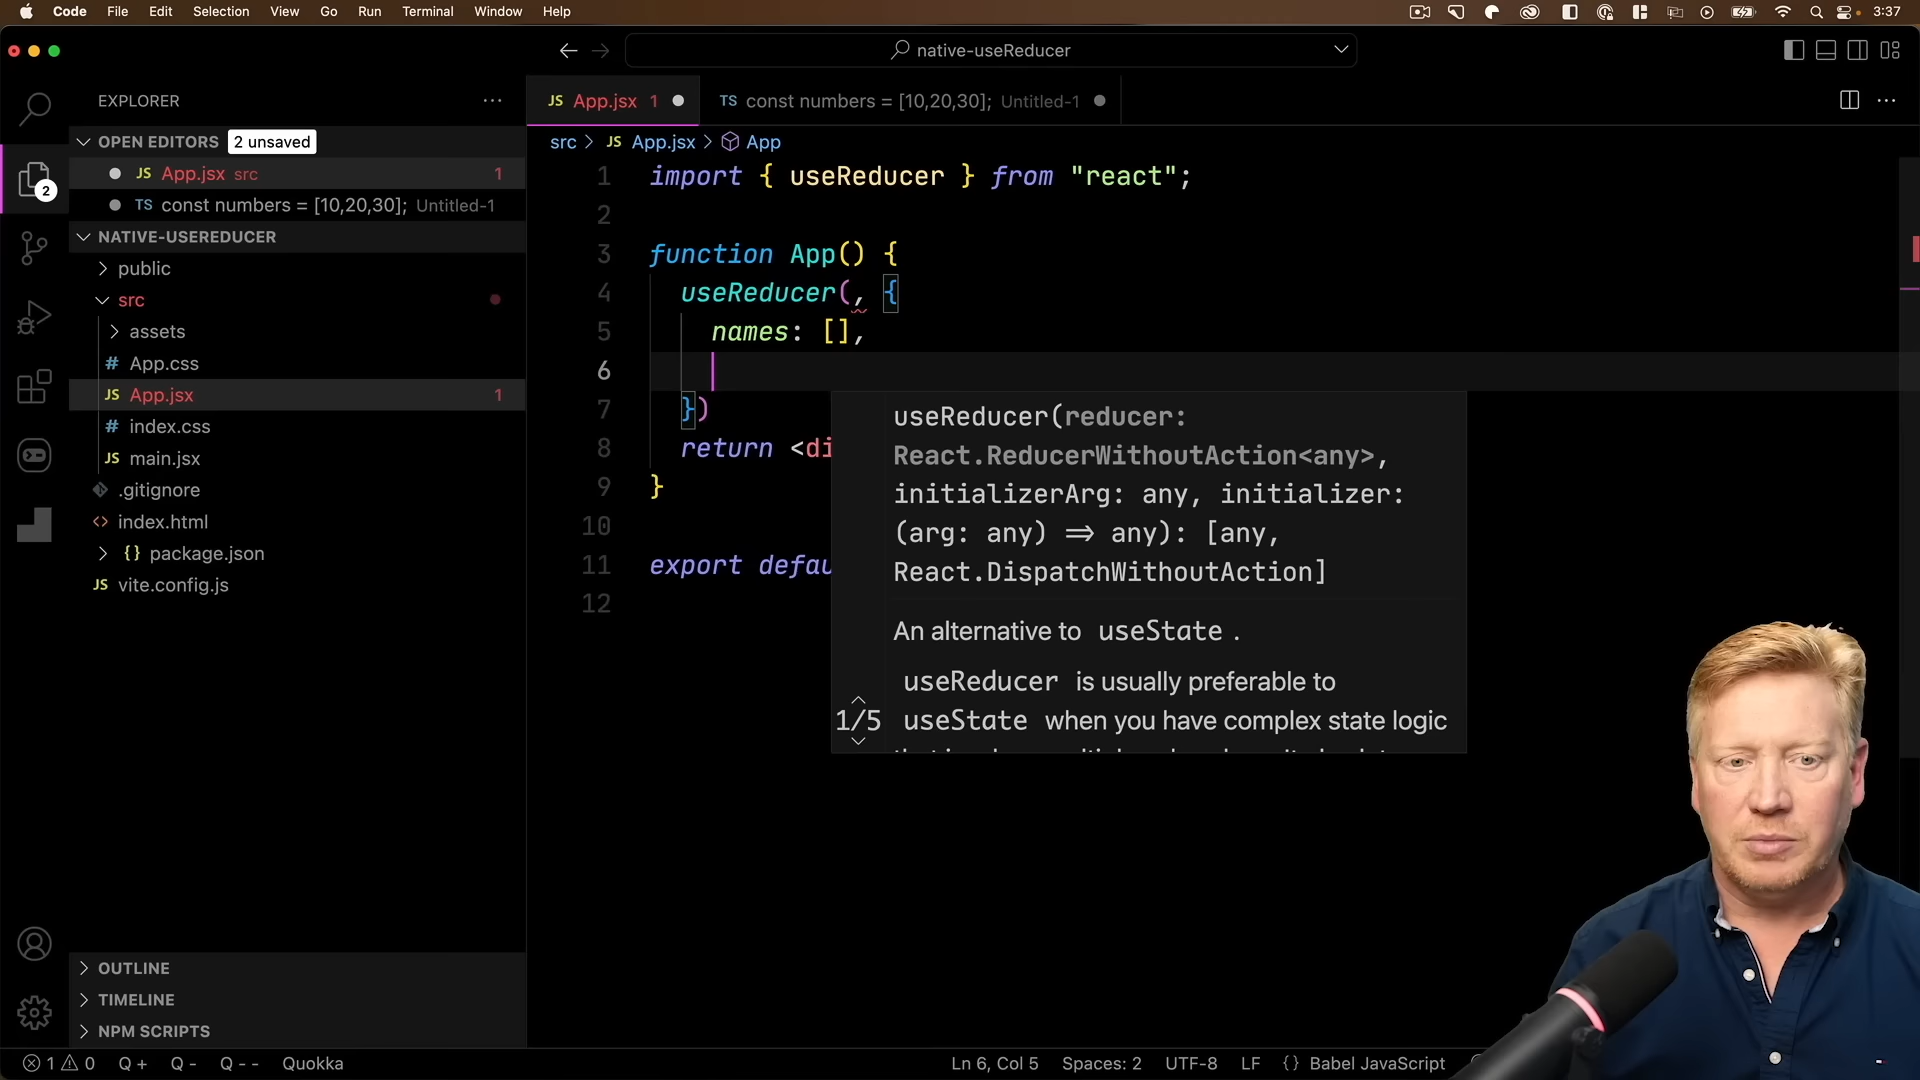 Code File Edit Selection View Go Run Terminal Window Help 3:37
native-useReducer
EXPLORER
OPEN EDITORS 2 unsaved
JS App.jsx src 1
TS const numbers = [10,20,30]; Untitled-1
NATIVE-USEREDUCER
public
src
assets
# App.css
JS App.jsx 1
# index.css
JS main.jsx
.gitignore
<> index.html
{} package.json
JS vite.config.js
OUTLINE
TIMELINE
NPM SCRIPTS
2
JS App.jsx 1
TS const numbers = [10,20,30]; Untitled-1
src > JS App.jsx > App
1 import { useReducer } from "react";
2
3 function App() {
4 useReducer(, {
5 names: [],
6
7 })
8 return <di
9 }
10
11 export defau
12
useReducer(reducer:
React.ReducerWithoutAction<any>,
initializerArg: any, initializer:
(arg: any) => any): [any,
React.DispatchWithoutAction]
An alternative to useState .
useReducer is usually preferable to
1/5
useState when you have complex state logic
1 0 Q + Q - Q - - Quokka
Ln 6, Col 5 Spaces: 2 UTF-8 LF {} Babel JavaScript